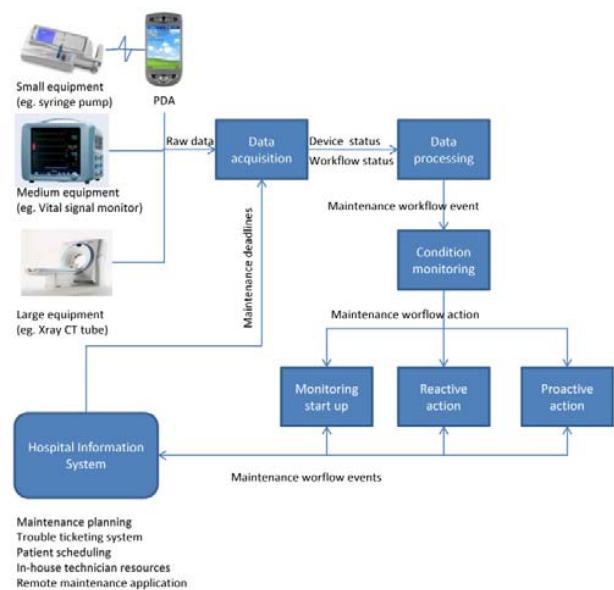 Small equipment
(eg. syringe pump)
PDA
Raw data
Data
acquisition
Device status
Workflow status
Data
processing
Medium equipment
(eg. Vital signal monitor)
Maintenance workflow event
Maintenance deadlines
Condition
monitoring
Large equipment
(eg. Xray CT tube)
Maintenance worflow action
Monitoring
start up
Reactive
action
Proactive
action
Hospital Information
System
Maintenance worflow events
Maintenance planning
Trouble ticketing system
Patient scheduling
In-house technician resources
Remote maintenance application